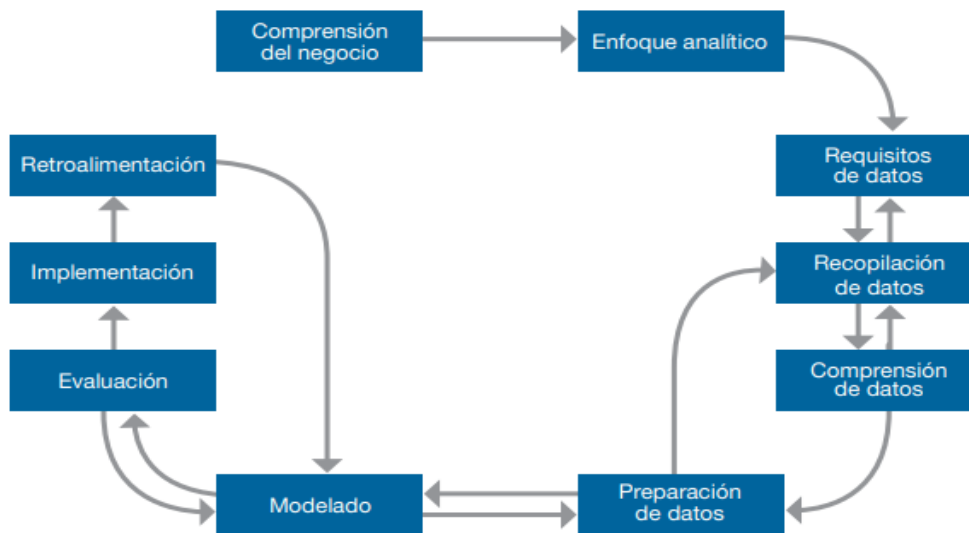 Comprensión
del negocio
Enfoque analítico
Requisitos
de datos
Recopilación
de datos
Comprensión
de datos
Preparación
de datos
Modelado
Evaluación
Implementación
Retroalimentación